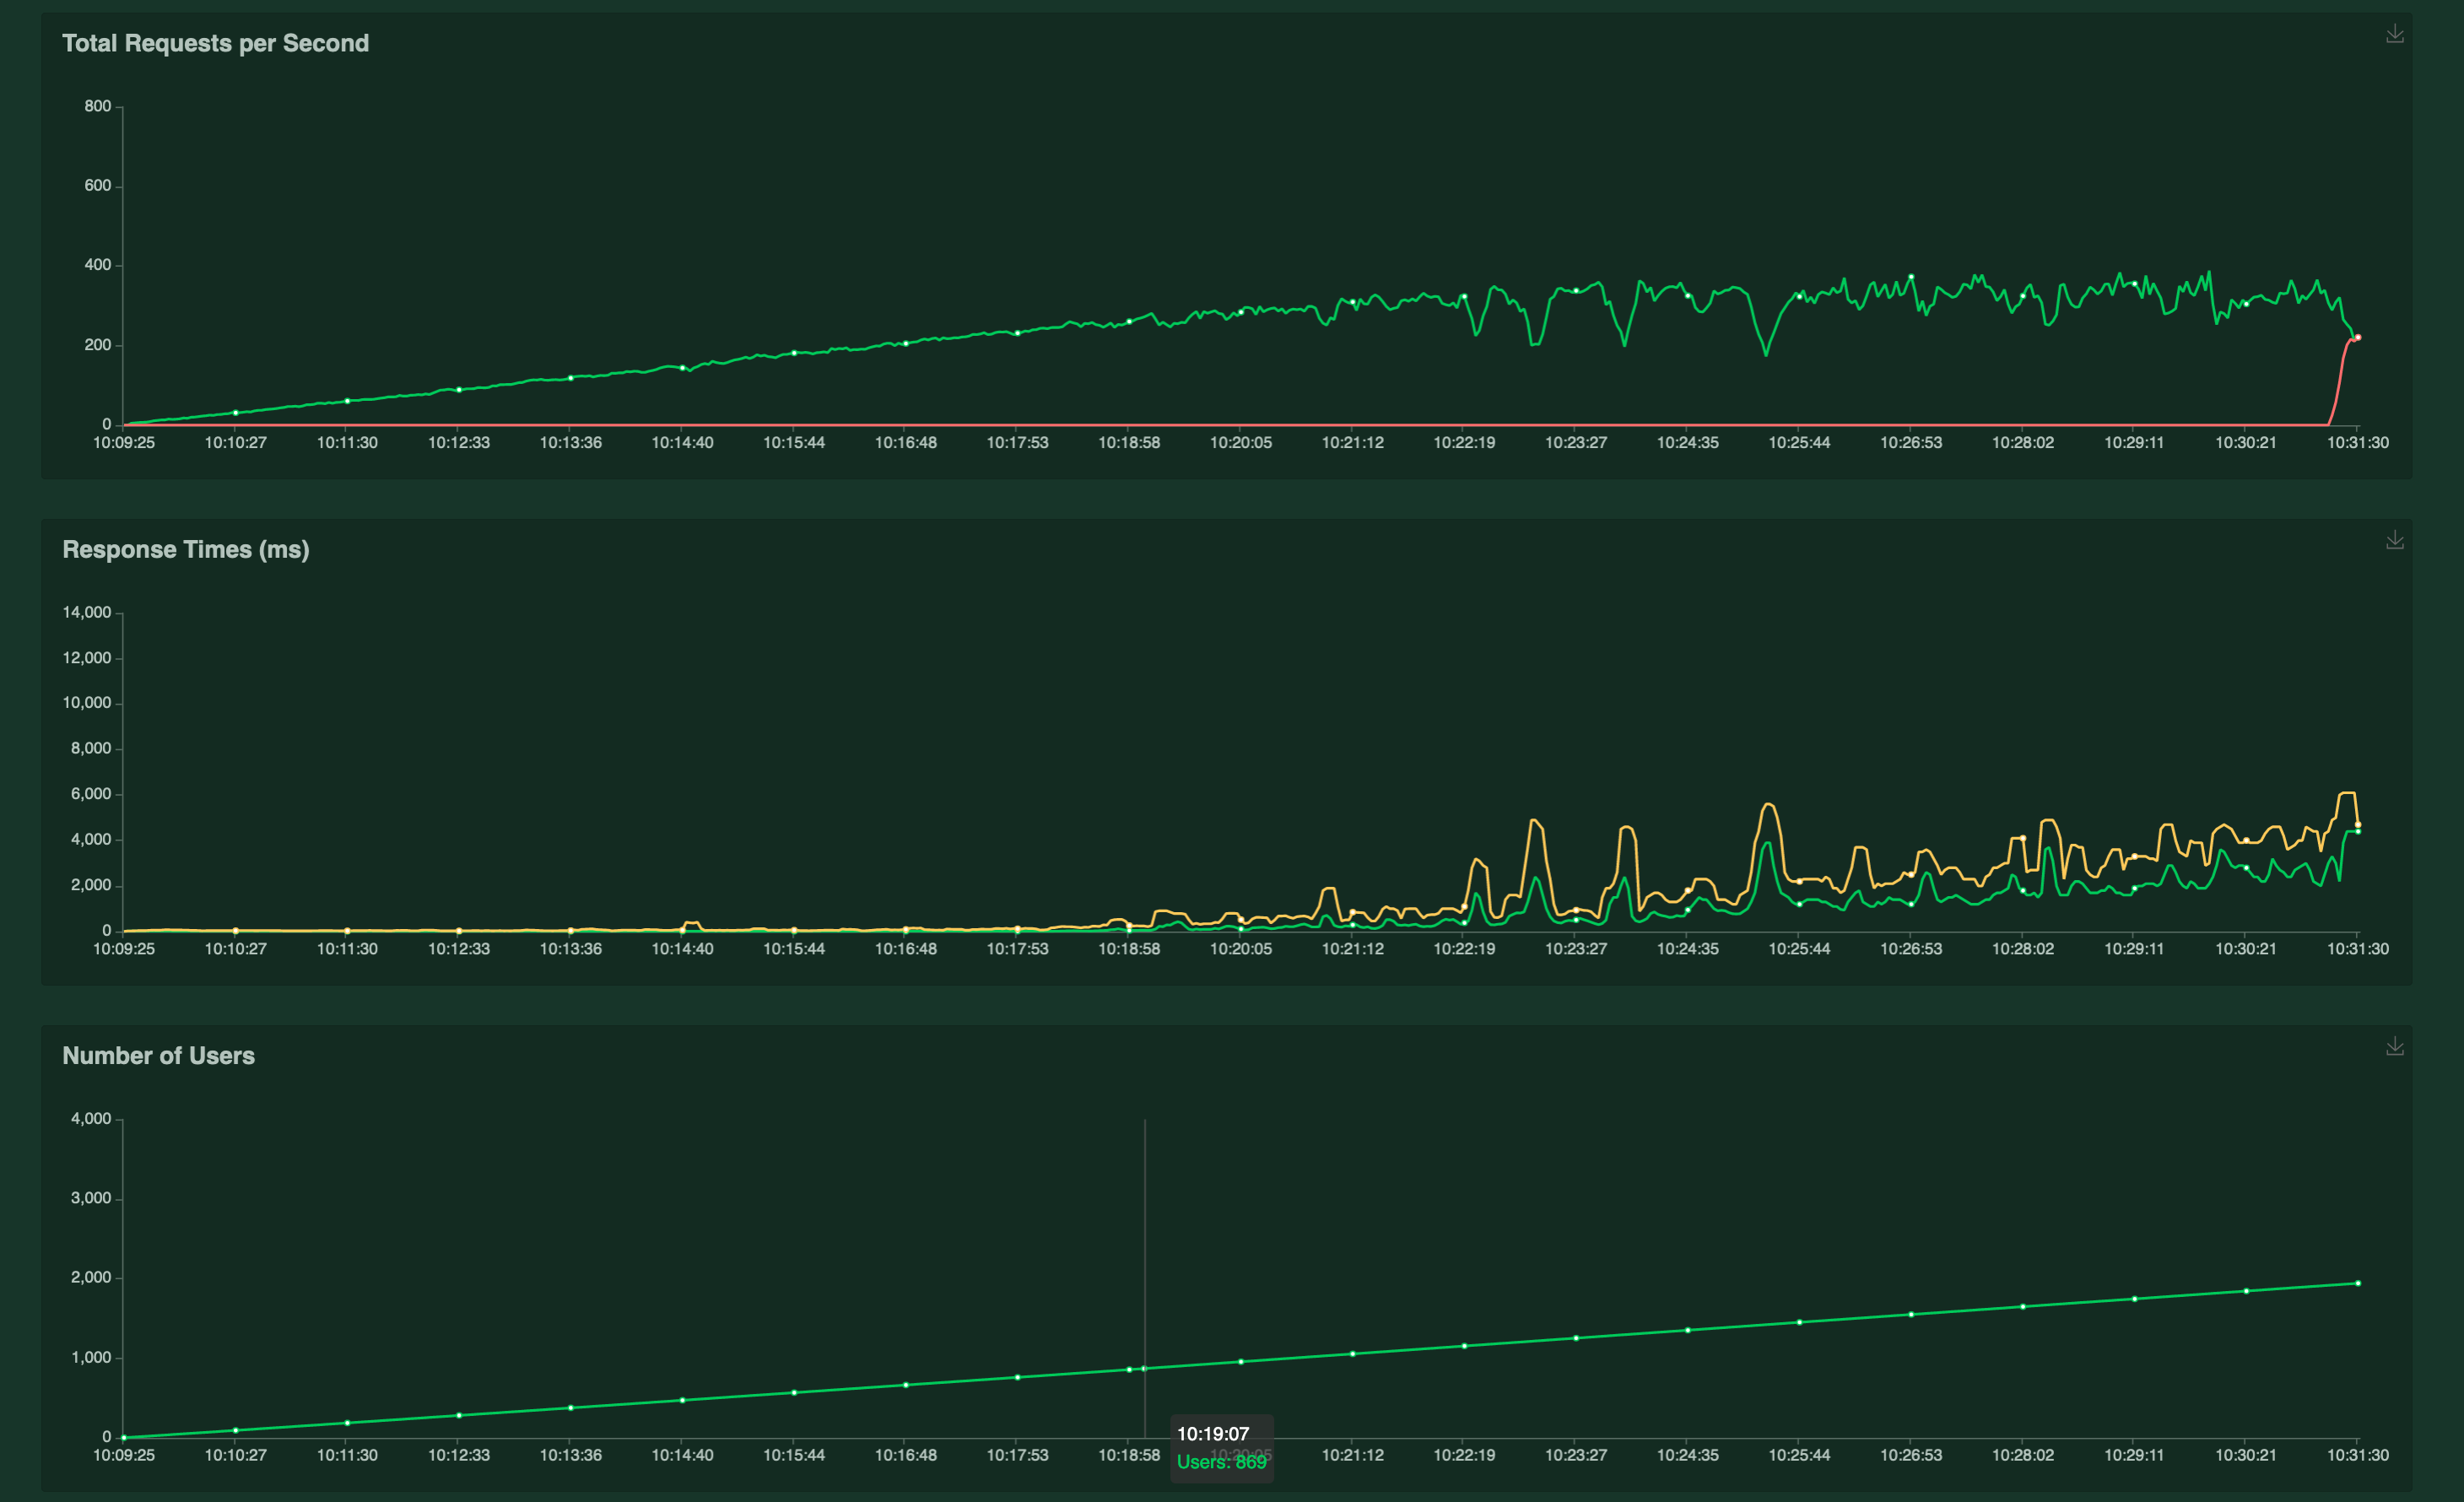 Total Requests per Second
800
600
400
200
0
10:09:25 10:10:27 10:11:30 10:12:33 10:13:36 10:14:40 10:15:44 10:16:48 10:17:53 10:18:58 10:20:05 10:21:12 10:22:19 10:23:27 10:24:35 10:25:44 10:26:53 10:28:02 10:29:11 10:30:21 10:31:30
Response Times (ms)
14,000
12,000
10,000
8,000
6,000
4,000
2,000
0
10:09:25 10:10:27 10:11:30 10:12:33 10:13:36 10:14:40 10:15:44 10:16:48 10:17:53 10:18:58 10:20:05 10:21:12 10:22:19 10:23:27 10:24:35 10:25:44 10:26:53 10:28:02 10:29:11 10:30:21 10:31:30
Number of Users
4,000
3,000
2,000
1,000
0
10:19:07
10:09:25 10:10:27 10:11:30 10:12:33 10:13:36 10:14:40 10:15:44 10:16:48 10:17:53 10:18:58 10:20:05 10:21:12 10:22:19 10:23:27 10:24:35 10:25:44 10:26:53 10:28:02 10:29:11 10:30:21 10:31:30
Users: 869